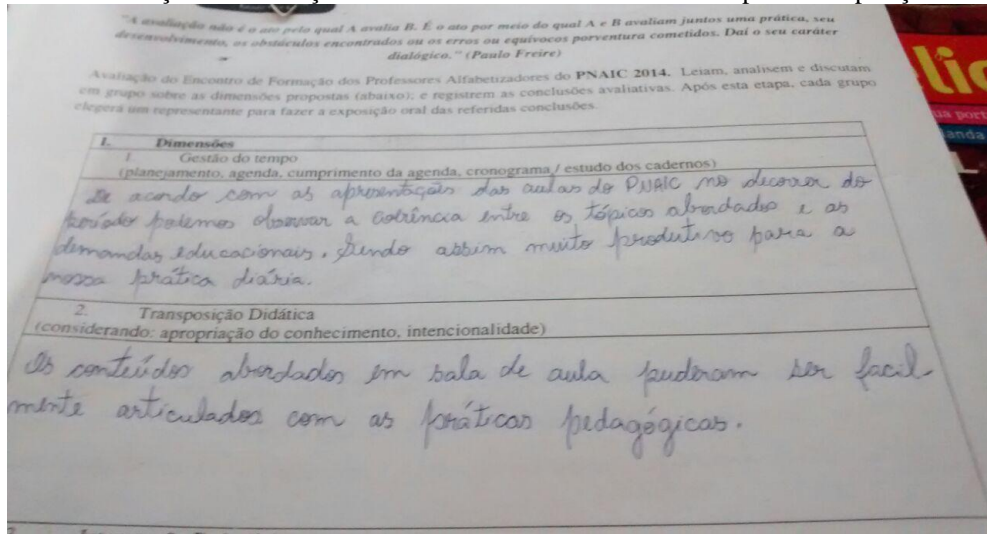 "A avaliação não é o ato pelo qual A avalia B. É o ato por meio do qual A e B avaliam juntos uma prática, seu
desenvolvimento, os obstáculos encontrados ou os erros ou equívocos porventura cometidos. Daí o seu caráter
dialógico." (Paulo Freire)
Avaliação do Encontro de Formação dos Professores Alfabetizadores do PNAIC 2014. Leiam, analisem e discutam
em grupo sobre as dimensões propostas (abaixo); e registrem as conclusões avaliativas. Após esta etapa, cada grupo
elegerá um representante para fazer a exposição oral das referidas conclusões.
I. Dimensões
1. Gestão do tempo
(planejamento, agenda, cumprimento da agenda, cronograma / estudo dos cadernos)
De acordo com as apresentações das aulas do PNAIC no decorrer do
período podemos observar a coerência entre os tópicos abordados e as
demandas educacionais. Sendo assim muito produtivo para a
nossa prática diária.
2. Transposição Didática
(considerando: apropriação do conhecimento, intencionalidade)
Os conteúdos abordados em sala de aula puderam ser facil-
mente articulados com as práticas pedagógicas.